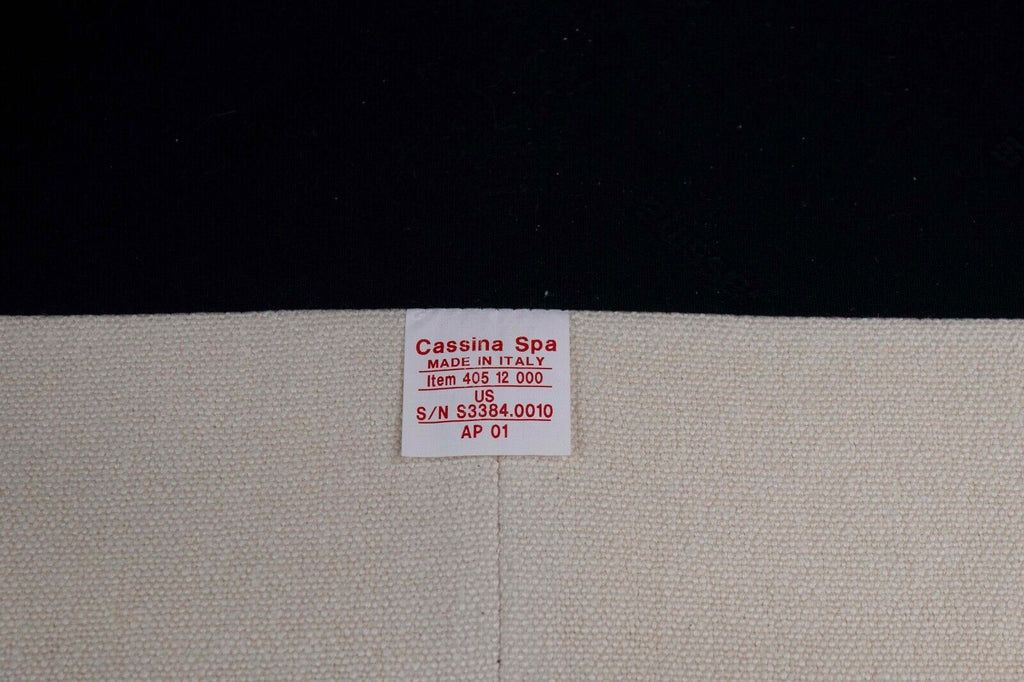 Cassina Spa
MADE IN ITALY
Item 405 12 000
US
S/N S3384.0010
AP 01